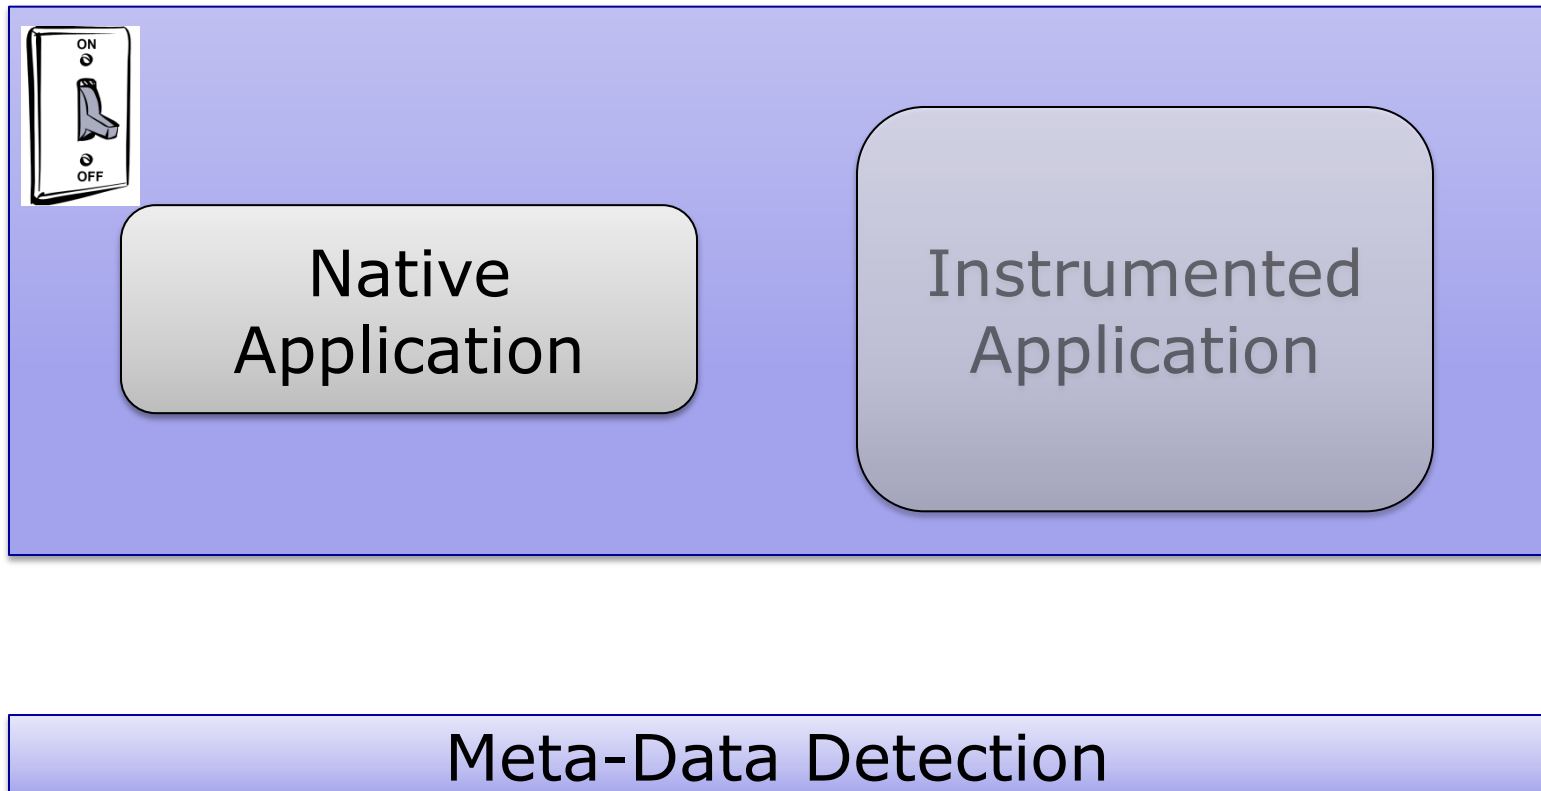 ON
OFF
Native
Application
Instrumented
Application
Meta-Data Detection